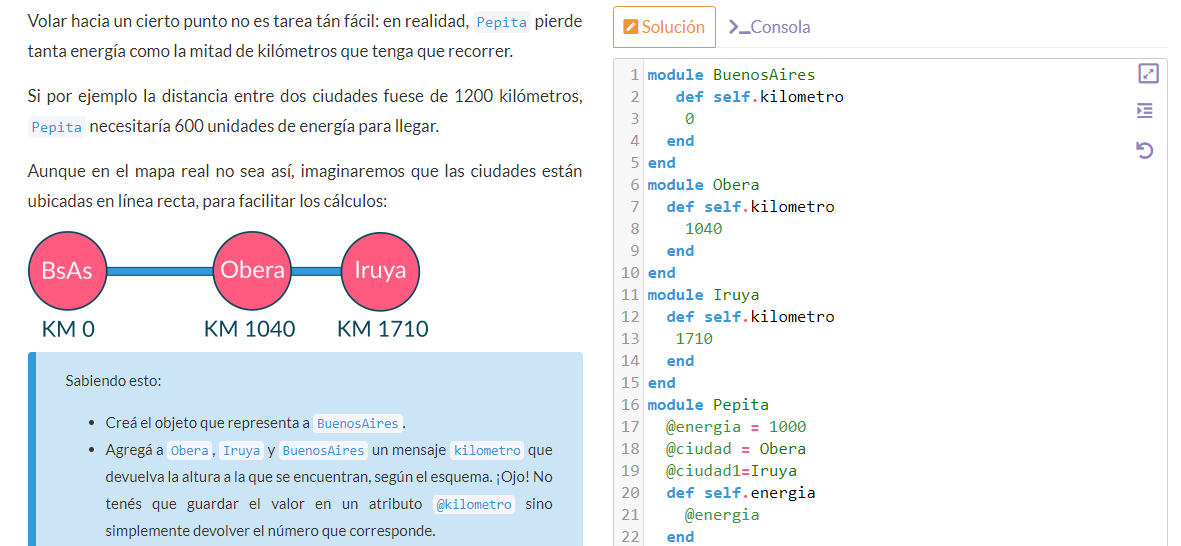 Volar hacia un cierto punto no es tarea tán fácil: en realidad, Pepita pierde
tanta energía como la mitad de kilómetros que tenga que recorrer.
Si por ejemplo la distancia entre dos ciudades fuese de 1200 kilómetros,
Pepita necesitaría 600 unidades de energía para llegar.
Aunque en el mapa real no sea así, imaginaremos que las ciudades están
ubicadas en línea recta, para facilitar los cálculos:
BsAs Obera Iruya
KM 0 KM 1040 KM 1710
Sabiendo esto:
• Creá el objeto que representa a BuenosAires.
• Agregá a Obera, Iruya y BuenosAires un mensaje kilometro que
devuelva la altura a la que se encuentran, según el esquema. ¡Ojo! No
tenés que guardar el valor en un atributo @kilometro sino
simplemente devolver el número que corresponde.
Solución >_Consola
1 module BuenosAires
2 def self.kilometro
3 0
4 end
5 end
6 module Obera
7 def self.kilometro
8 1040
9 end
10 end
11 module Iruya
12 def self.kilometro
13 1710
14 end
15 end
16 module Pepita
17 @energia = 1000
18 @ciudad = Obera
19 @ciudad1=Iruya
20 def self.energia
21 @energia
22 end